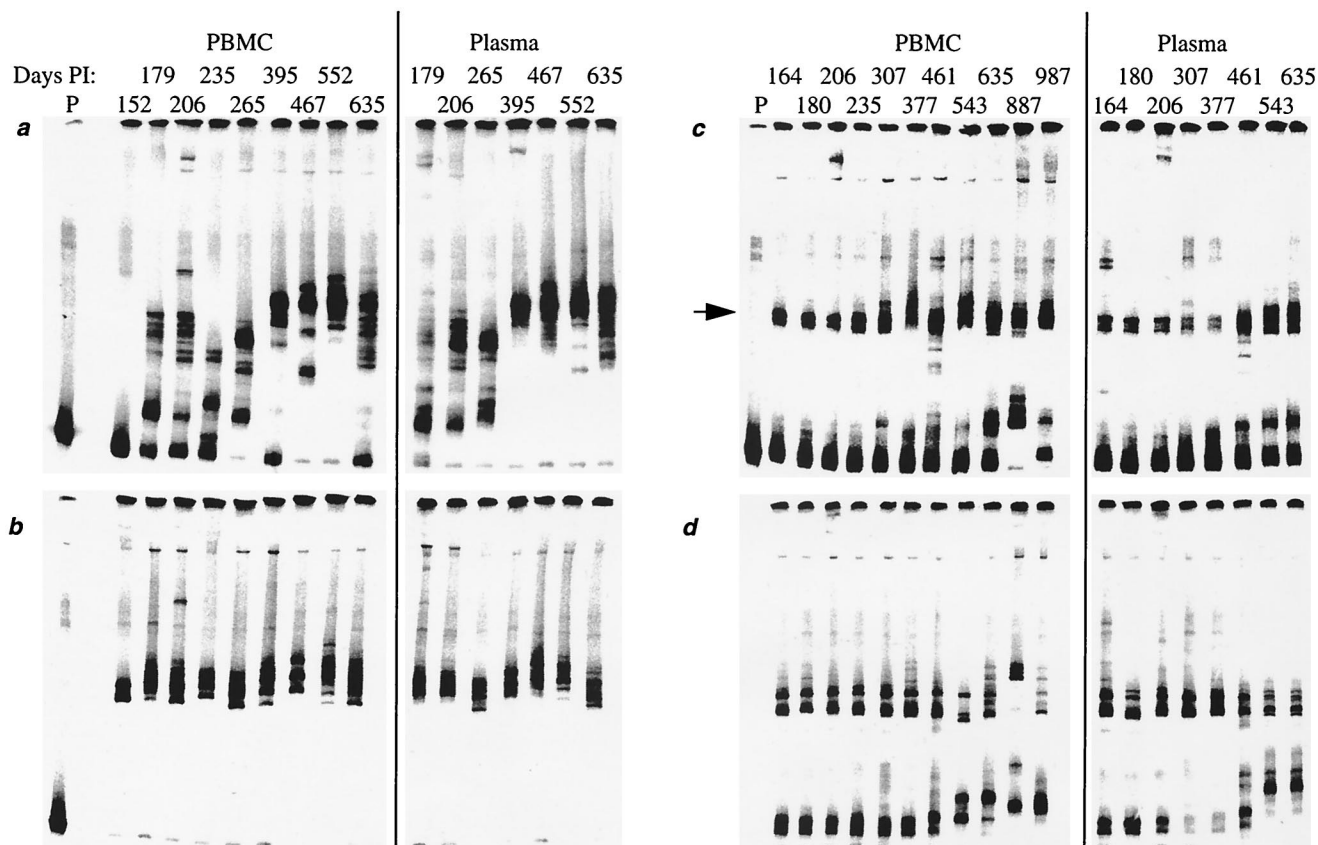 PBMC Plasma
Days PI: 179 235 395 552 179 265 467 635
P 152 206 265 467 635 206 395 552
a
b
PBMC Plasma
164 206 307 461 635 987 180 307 461 635
P 180 235 377 543 887 164 206 377 543
c
d